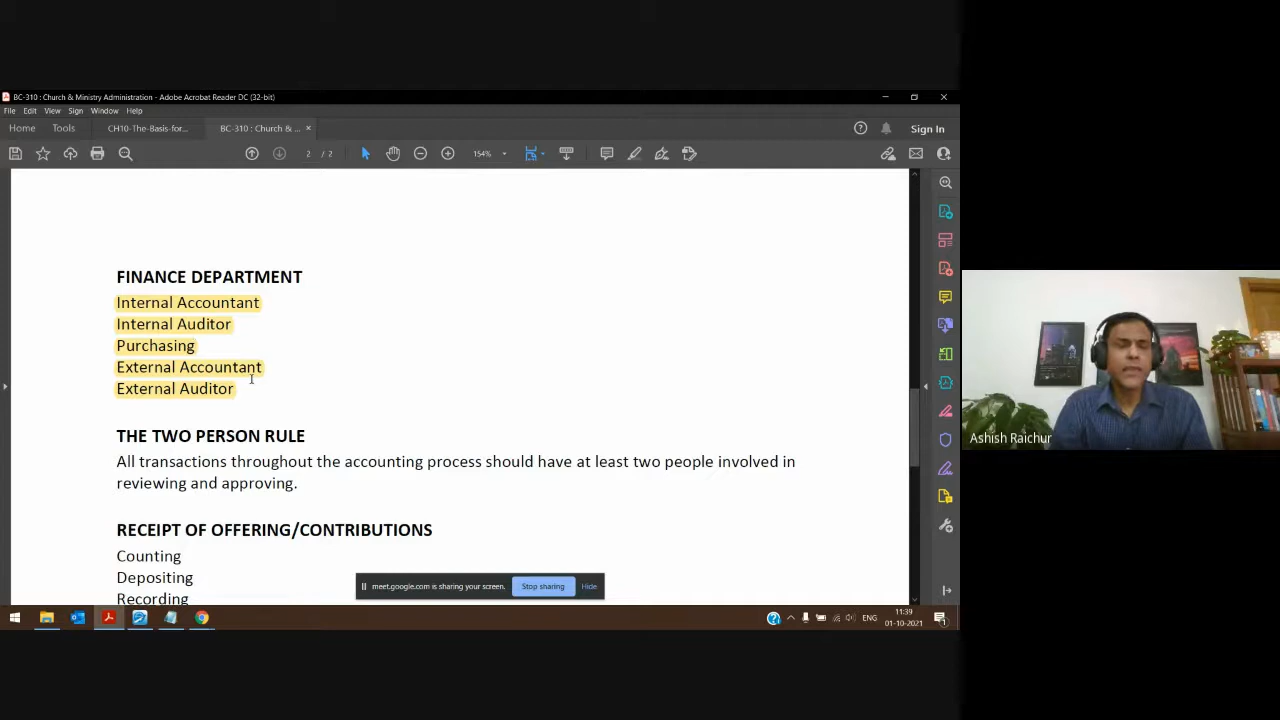 BC-310 : Church & Ministry Administration - Adobe Acrobat Reader DC (32-bit)
File Edit View Sign Window Help
Home Tools CH10-The-Basis-for... BC-310 : Church & ... × Sign In
2 / 2 154%
FINANCE DEPARTMENT
Internal Accountant
Internal Auditor
Purchasing
External Accountant
External Auditor
THE TWO PERSON RULE
All transactions throughout the accounting process should have at least two people involved in
reviewing and approving.
RECEIPT OF OFFERING/CONTRIBUTIONS
Counting
Depositing
Recording
meet.google.com is sharing your screen. Stop sharing Hide
ENG 11:39
01-10-2021
Ashish Raichur